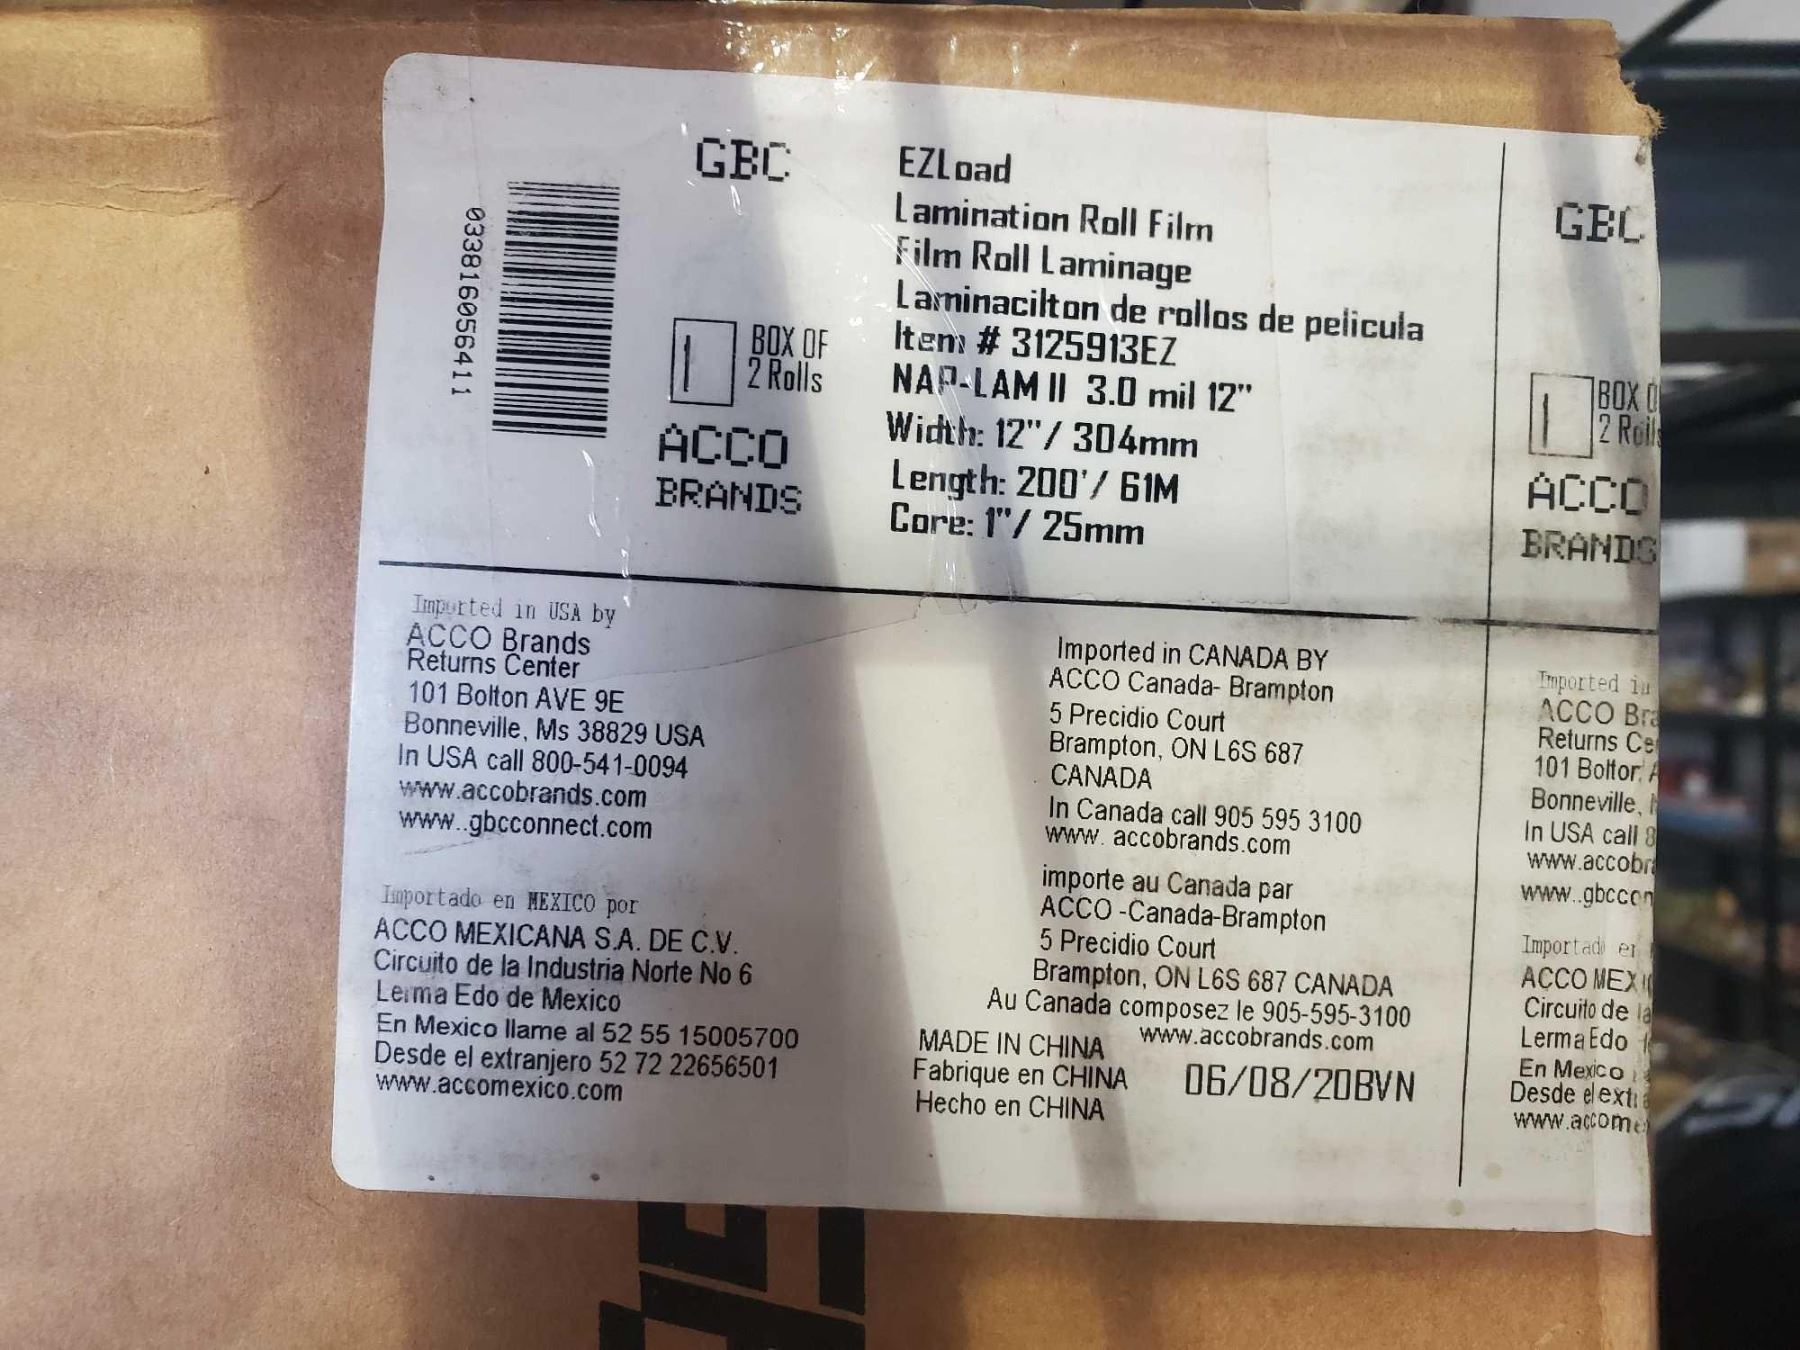 033816056411
GBC
1 BOX OF
2 Rolls
ACCO
BRANDS
EZLoad
Lamination Roll Film
Film Roll Laminage
Laminacilton de rollos de pelicula
Item # 3125913EZ
NAP-LAM II 3.0 mil 12"
Width: 12"/ 304mm
Length: 200'/ 61M
Core: 1"/ 25mm
Imported in USA by
ACCO Brands
Returns Center
101 Bolton AVE 9E
Bonneville, Ms 38829 USA
In USA call 800-541-0094
www.accobrands.com
www..gbcconnect.com
Importado en MEXICO por
ACCO MEXICANA S.A. DE C.V.
Circuito de la Industria Norte No 6
Lerma Edo de Mexico
En Mexico llame al 52 55 15005700
Desde el extranjero 52 72 22656501
www.accomexico.com
Imported in CANADA BY
ACCO Canada- Brampton
5 Precidio Court
Brampton, ON L6S 687
CANADA
In Canada call 905 595 3100
www. accobrands.com
importe au Canada par
ACCO -Canada-Brampton
5 Precidio Court
Brampton, ON L6S 687 CANADA
Au Canada composez le 905-595-3100
www.accobrands.com
MADE IN CHINA
Fabrique en CHINA
Hecho en CHINA
06/08/20BVN
GBC
1 BOX O
2 Rolls
ACCO
BRANDS
Imported in
ACCO Bra
Returns Ce
101 Bolton A
Bonneville,
In USA call 8
www.accobr
www..gbccon
Importado en
ACCO MEXI
Circuito de la
Lerma Edo
En Mexico
Desde el extra
www.accome